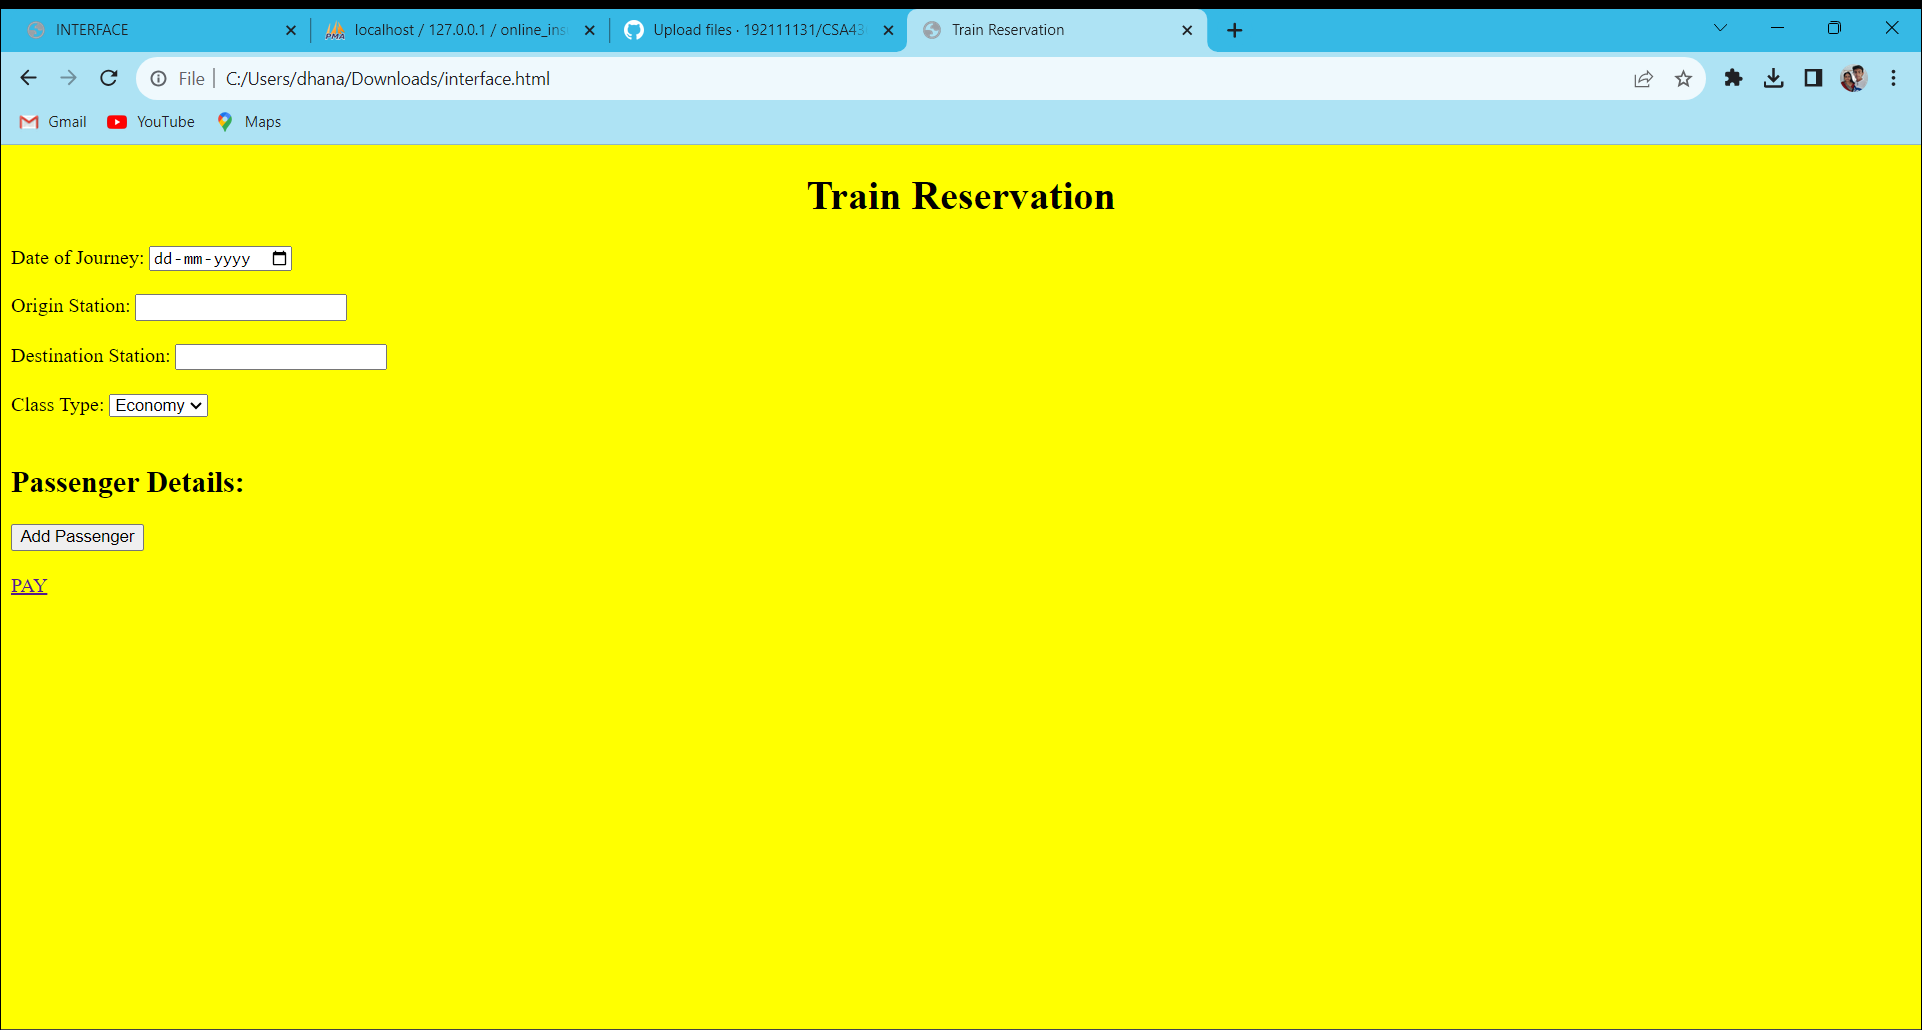 INTERFACE
localhost / 127.0.0.1 / online_ins
Upload files · 192111131/CSA43
Train Reservation
File | C:/Users/dhana/Downloads/interface.html
Gmail YouTube Maps
Train Reservation
Date of Journey: dd-mm-yyyy
Origin Station:
Destination Station:
Class Type: Economy
Passenger Details:
Add Passenger
PAY